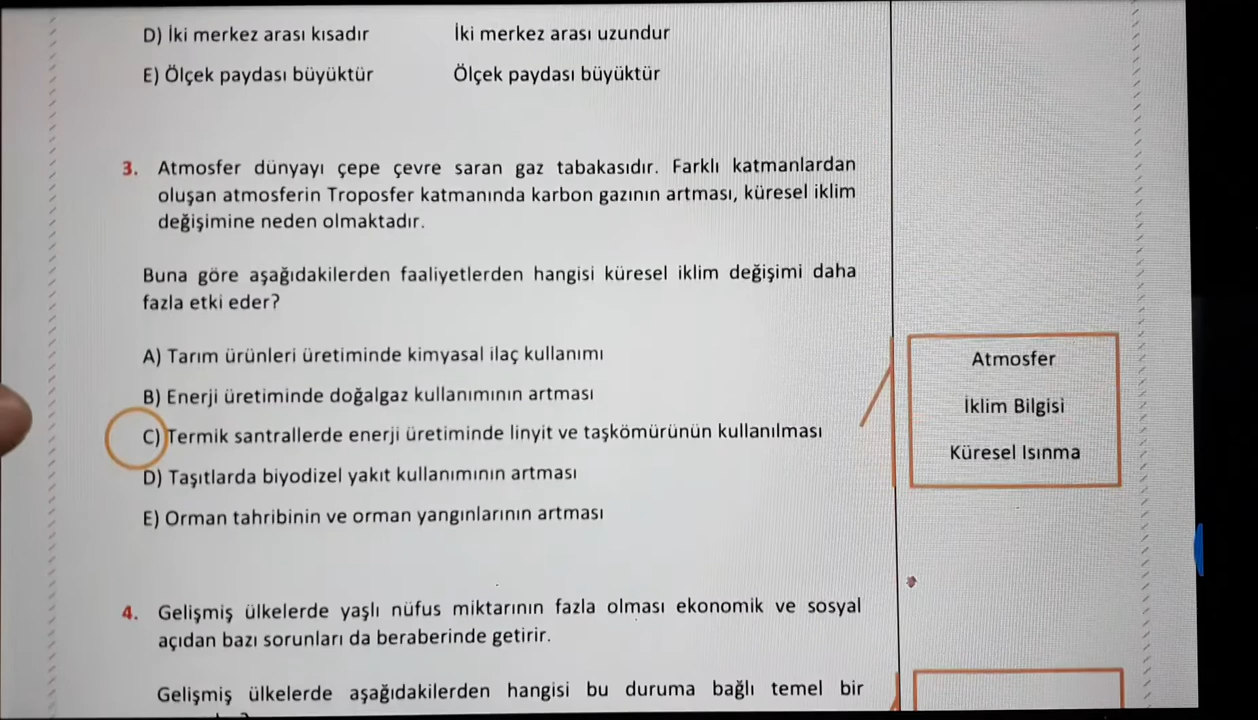 D) İki merkez arası kısadır İki merkez arası uzundur
E) Ölçek paydası büyüktür Ölçek paydası büyüktür
3. Atmosfer dünyayı çepe çevre saran gaz tabakasıdır. Farklı katmanlardan
oluşan atmosferin Troposfer katmanında karbon gazının artması, küresel iklim
değişimine neden olmaktadır.
Buna göre aşağıdakilerden faaliyetlerden hangisi küresel iklim değişimi daha
fazla etki eder?
A) Tarım ürünleri üretiminde kimyasal ilaç kullanımı
B) Enerji üretiminde doğalgaz kullanımının artması
C) Termik santrallerde enerji üretiminde linyit ve taşkömürünün kullanılması
D) Taşıtlarda biyodizel yakıt kullanımının artması
E) Orman tahribinin ve orman yangınlarının artması
Atmosfer
İklim Bilgisi
Küresel Isınma
4. Gelişmiş ülkelerde yaşlı nüfus miktarının fazla olması ekonomik ve sosyal
açıdan bazı sorunları da beraberinde getirir.
Gelişmiş ülkelerde aşağıdakilerden hangisi bu duruma bağlı temel bir